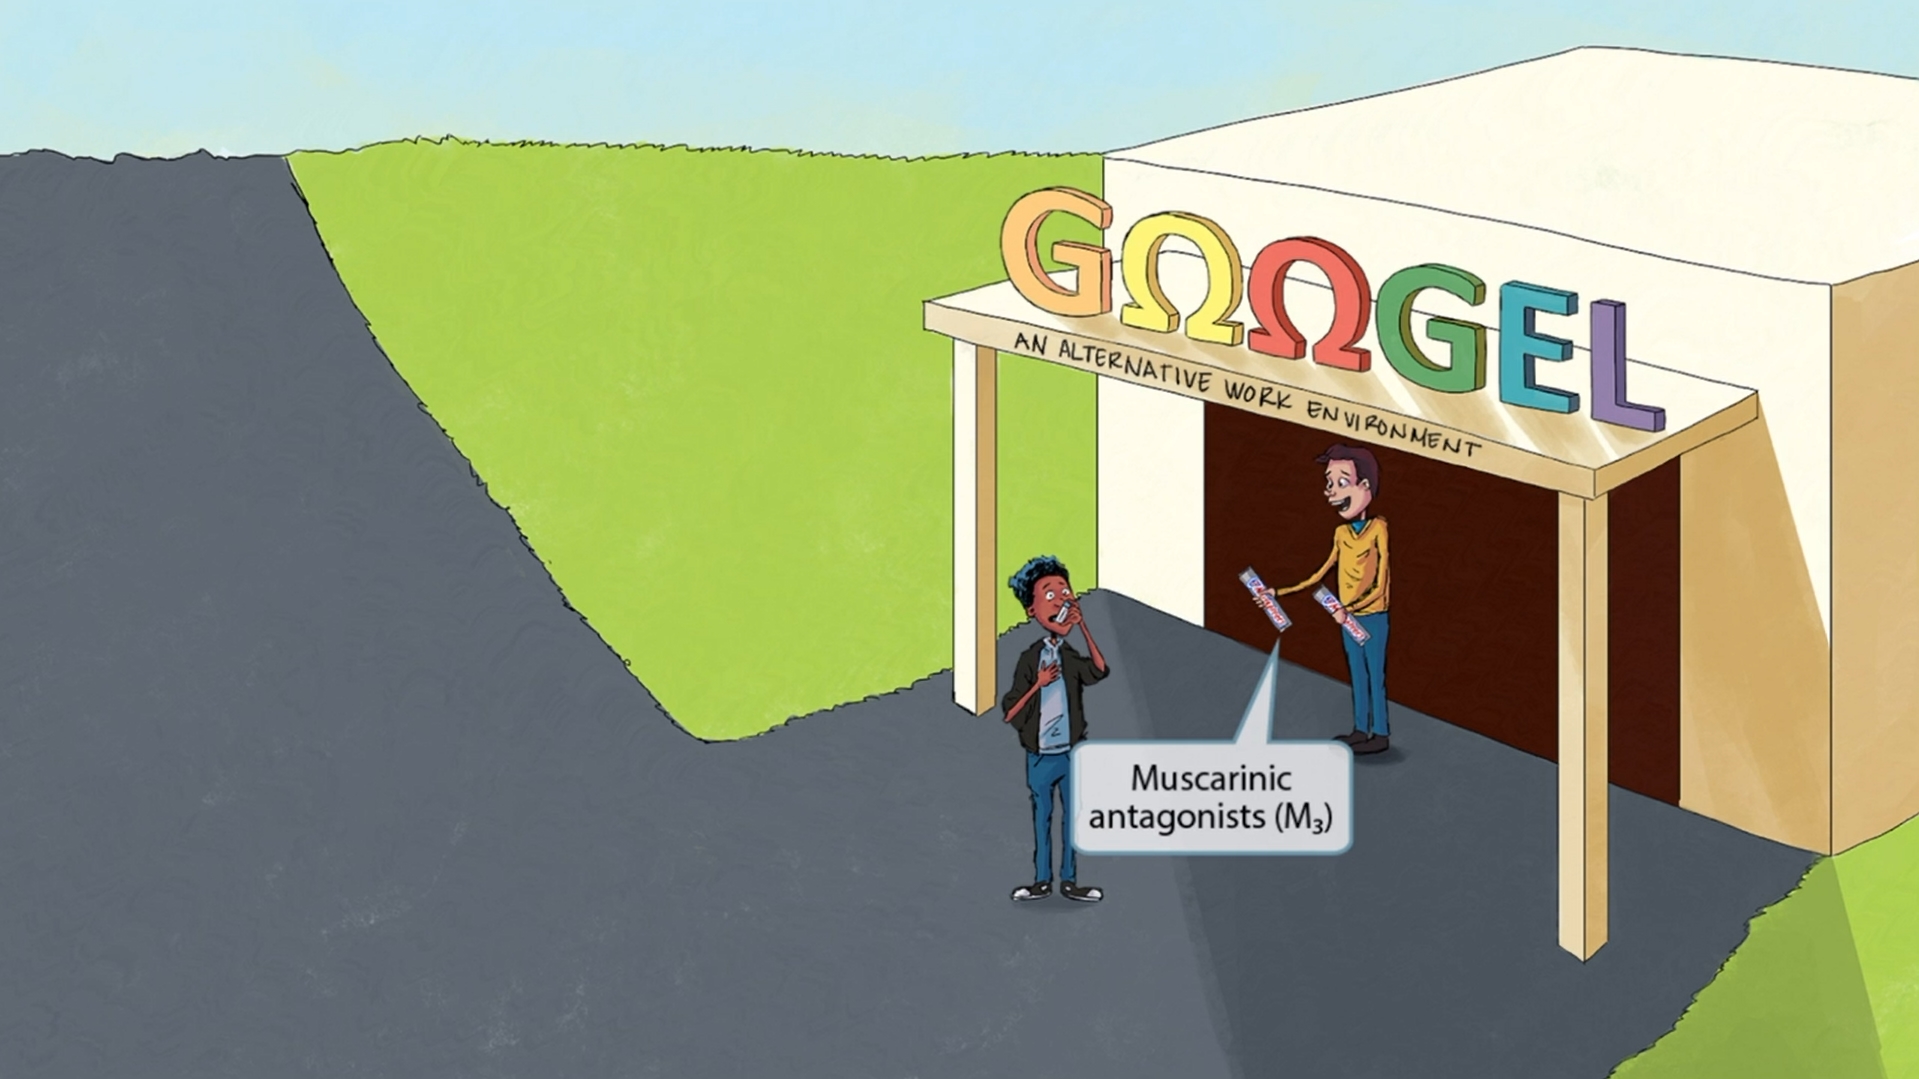 GΩΩGEL
AN ALTERNATIVE WORK ENVIRONMENT
Muscarinic
antagonists (M₃)